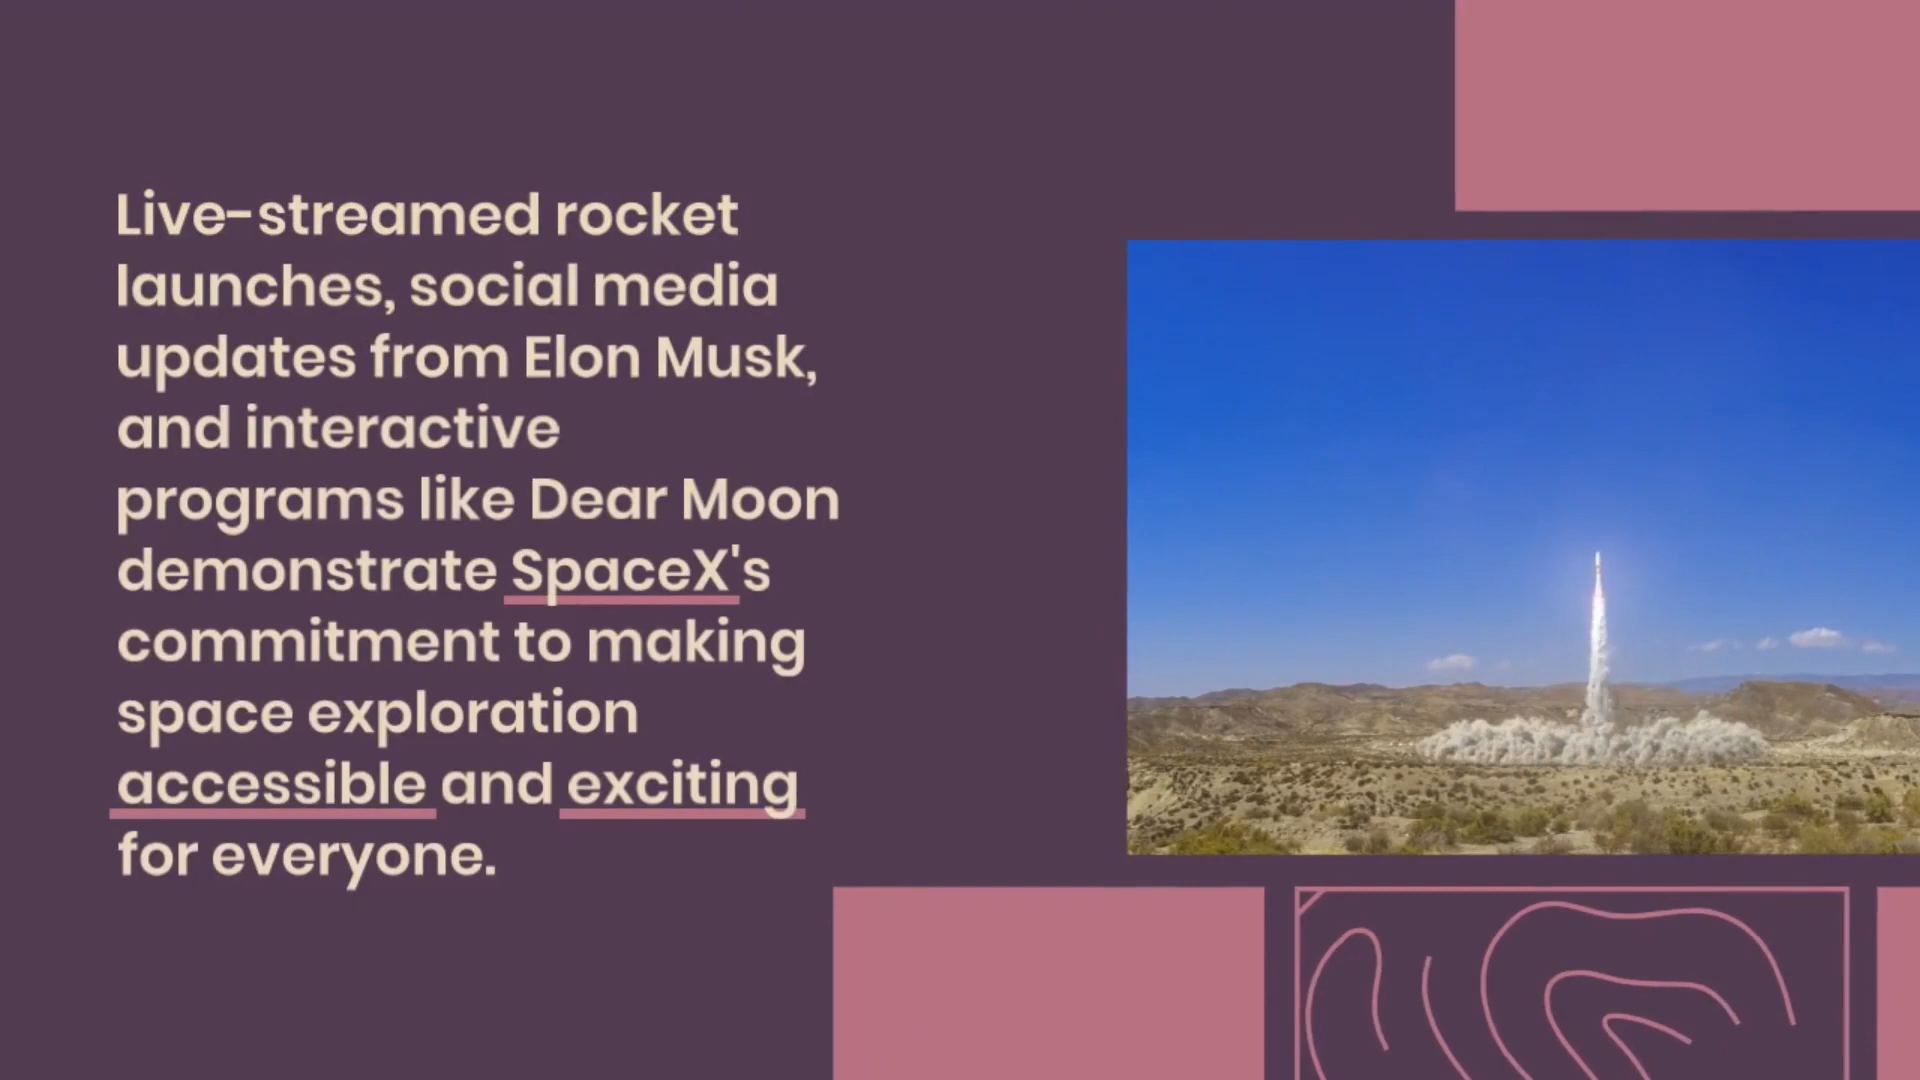 Live-streamed rocket
launches, social media
updates from Elon Musk,
and interactive
programs like Dear Moon
demonstrate SpaceX's
commitment to making
space exploration
accessible and exciting
for everyone.